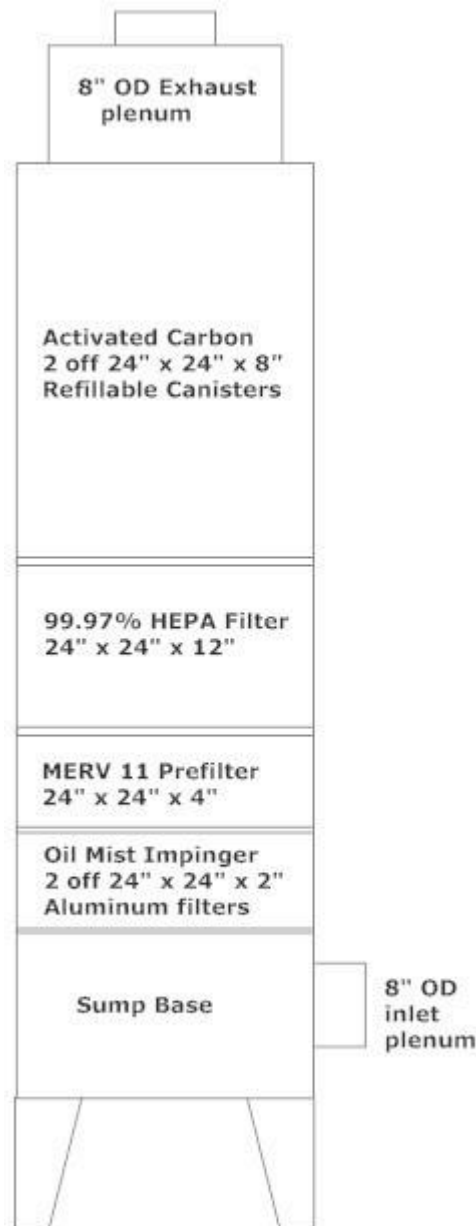 8" OD Exhaust
plenum
Activated Carbon
2 off 24" x 24" x 8"
Refillable Canisters
99.97% HEPA Filter
24" x 24" x 12"
MERV 11 Prefilter
24" x 24" x 4"
Oil Mist Impinger
2 off 24" x 24" x 2"
Aluminum filters
Sump Base
8" OD
inlet
plenum